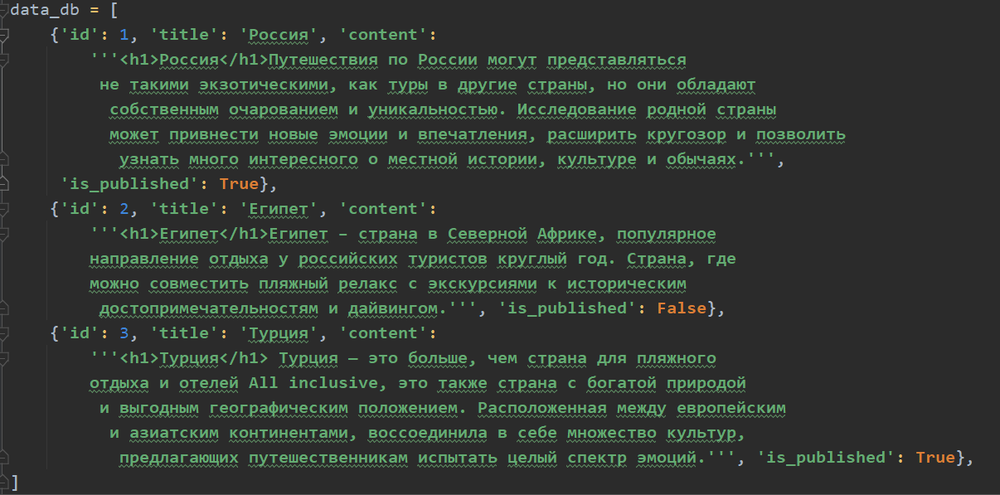 data_db = [
{'id': 1, 'title': 'Россия', 'content':
'''<h1>Россия</h1>Путешествия по России могут представляться
не такими экзотическими, как туры в другие страны, но они обладают
собственным очарованием и уникальностью. Исследование родной страны
может привнести новые эмоции и впечатления, расширить кругозор и позволить
узнать много интересного о местной истории, культуре и обычаях.''',
'is_published': True},
{'id': 2, 'title': 'Египет', 'content':
'''<h1>Египет</h1>Египет – страна в Северной Африке, популярное
направление отдыха у российских туристов круглый год. Страна, где
можно совместить пляжный релакс с экскурсиями к историческим
достопримечательностям и дайвингом.''', 'is_published': False},
{'id': 3, 'title': 'Турция', 'content':
'''<h1>Турция</h1> Турция — это больше, чем страна для пляжного
отдыха и отелей All inclusive, это также страна с богатой природой
и выгодным географическим положением. Расположенная между европейским
и азиатским континентами, воссоединила в себе множество культур,
предлагающих путешественникам испытать целый спектр эмоций.''', 'is_published': True},
]